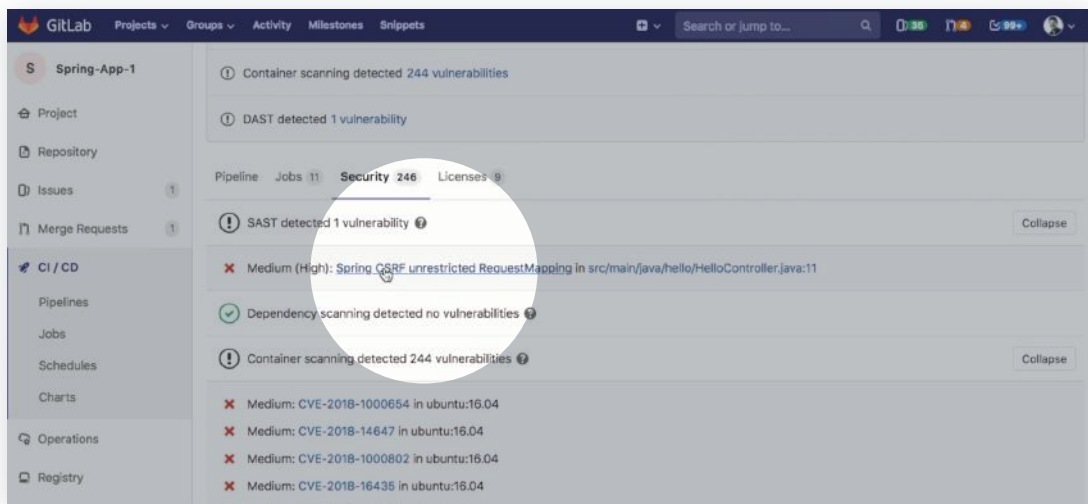 GitLab Projects Groups Activity Milestones Snippets Search or jump to... 35 4 99+
S Spring-App-1
Project
Repository
Issues 1
Merge Requests 1
CI / CD
Pipelines
Jobs
Schedules
Charts
Operations
Registry
Container scanning detected 244 vulnerabilities
DAST detected 1 vulnerability
Pipeline Jobs 11 Security 246 Licenses 9
SAST detected 1 vulnerability Collapse
Medium (High): Spring CSRF unrestricted RequestMapping in src/main/java/hello/HelloController.java:11
Dependency scanning detected no vulnerabilities
Container scanning detected 244 vulnerabilities Collapse
Medium: CVE-2018-1000654 in ubuntu:16.04
Medium: CVE-2018-14647 in ubuntu:16.04
Medium: CVE-2018-1000802 in ubuntu:16.04
Medium: CVE-2018-16435 in ubuntu:16.04